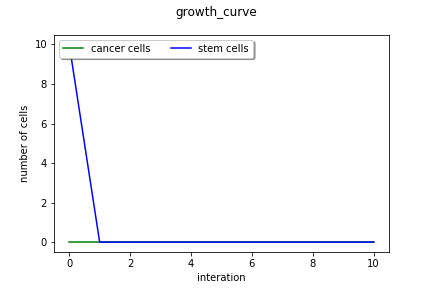 growth_curve
cancer cells stem cells
10
8
6
4
2
0
number of cells
0 2 4 6 8 10
interation